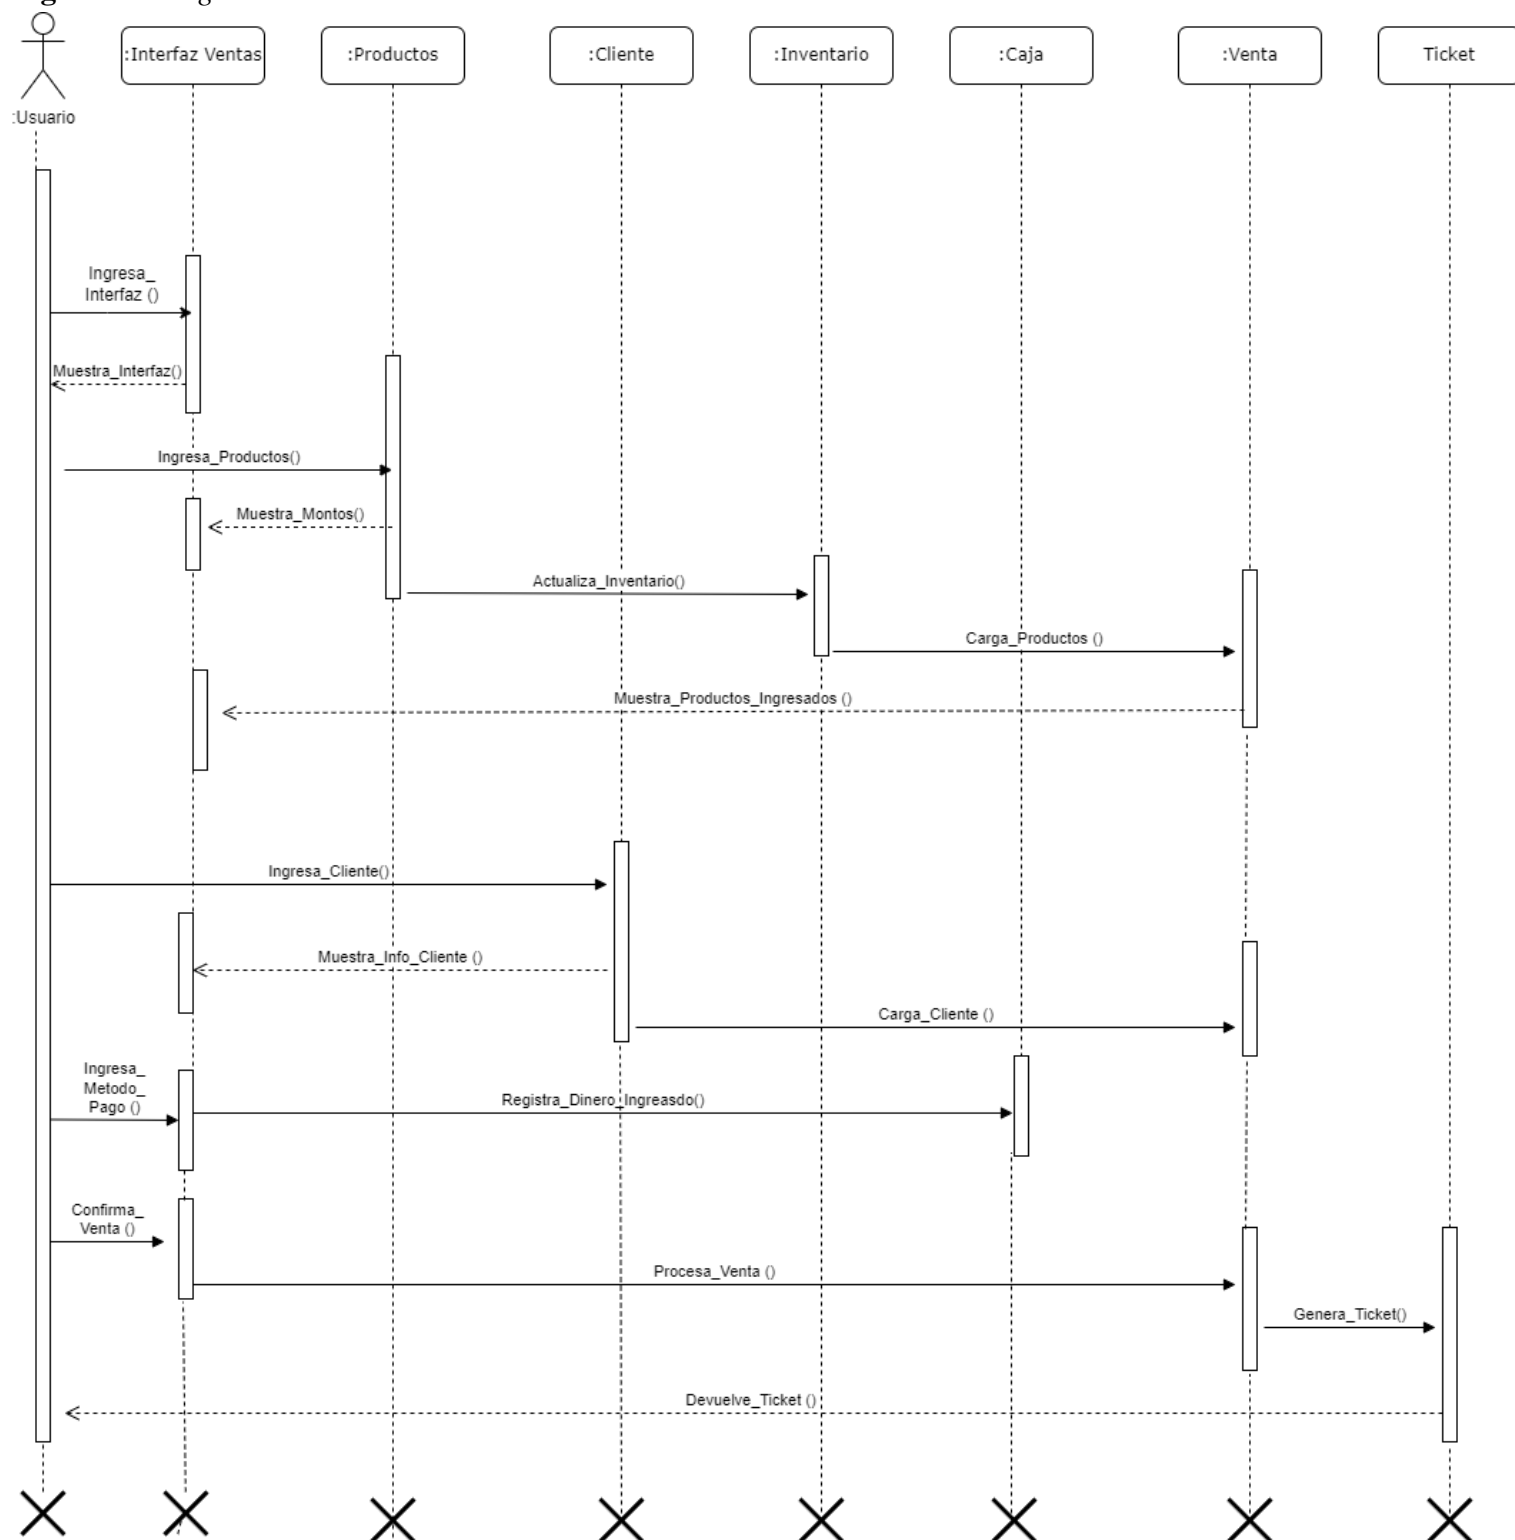 :Interfaz Ventas
:Productos
:Cliente
:Inventario
:Caja
:Venta
Ticket
:Usuario
Ingresa_
Interfaz ()
Muestra_Interfaz()
Ingresa_Productos()
Muestra_Montos()
Actualiza_Inventario()
Carga_Productos ()
Muestra_Productos_Ingresados ()
Ingresa_Cliente()
Muestra_Info_Cliente ()
Carga_Cliente ()
Ingresa_
Metodo_
Pago ()
Registra_Dinero_Ingreasdo()
Confirma_
Venta ()
Procesa_Venta ()
Genera_Ticket()
Devuelve_Ticket ()